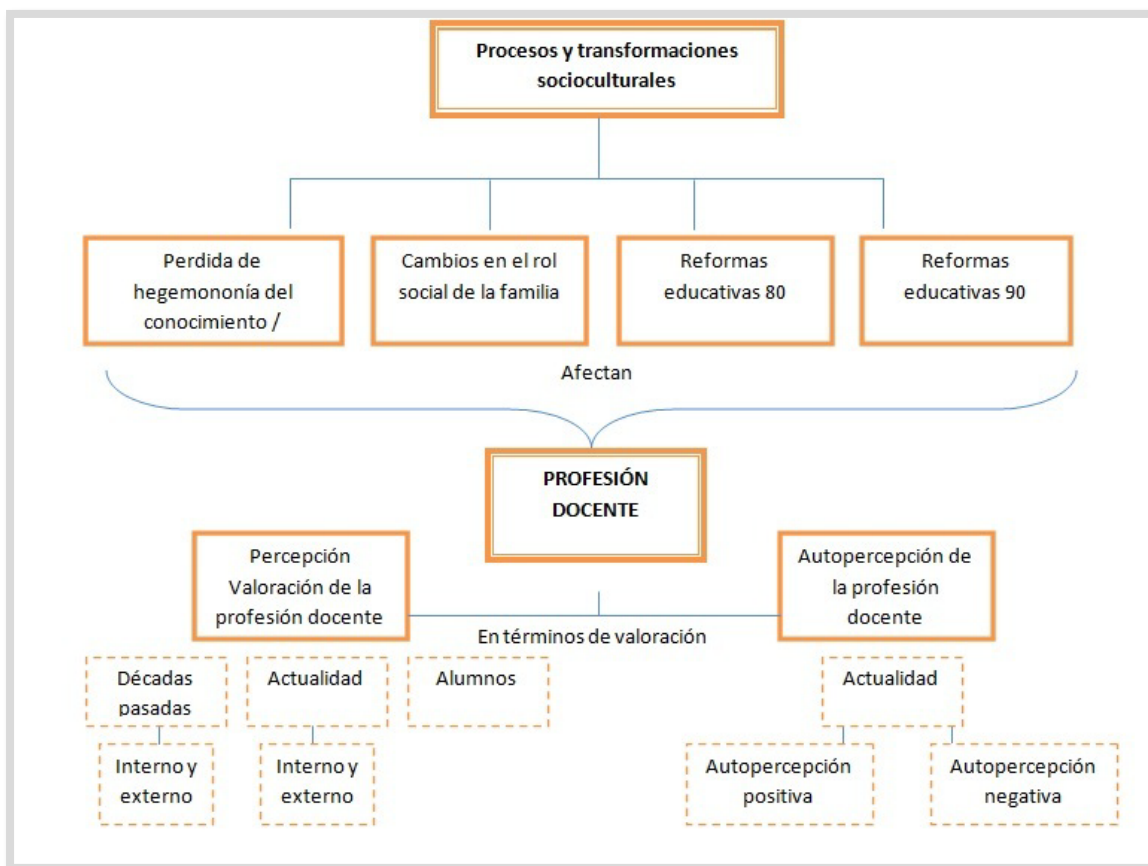 Procesos y transformaciones
socioculturales
Perdida de
hegemononía del
conocimiento /
Cambios en el rol
social de la familia
Reformas
educativas 80
Reformas
educativas 90
Afectan
PROFESIÓN
DOCENTE
Percepción
Valoración de la
profesión docente
Autopercepción de
la profesión
docente
En términos de valoración
Décadas
pasadas
Actualidad
Alumnos
Actualidad
Interno y
externo
Interno y
externo
Autopercepción
positiva
Autopercepción
negativa